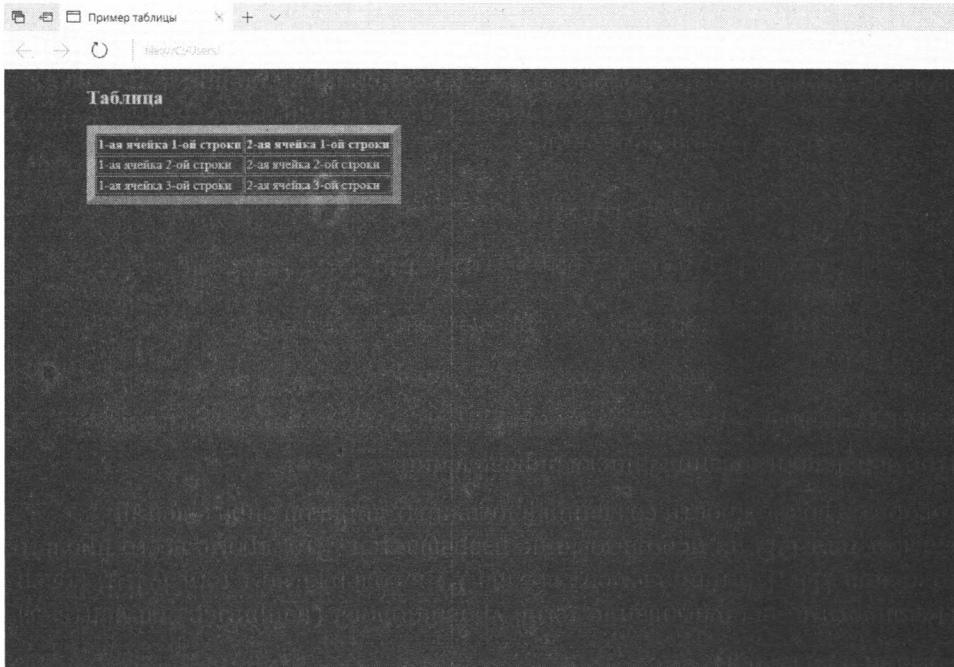 Пример таблицы
file:///C:/Users/
Таблица
1-ая ячейка 1-ой строки 2-ая ячейка 1-ой строки
1-ая ячейка 2-ой строки 2-ая ячейка 2-ой строки
1-ая ячейка 3-ой строки 2-ая ячейка 3-ой строки